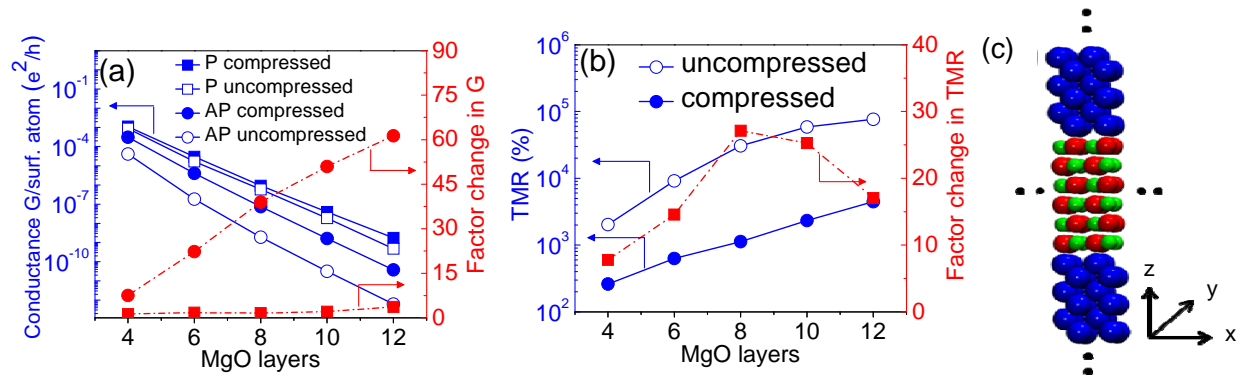 (a)
P compressed
P uncompressed
AP compressed
AP uncompressed
Conductance G/surf. atom (e²/h)
10⁻¹
10⁻⁴
10⁻⁷
10⁻¹⁰
4 6 8 10 12
MgO layers
90
75
60
45
30
15
0
Factor change in G
(b)
uncompressed
compressed
TMR (%)
10⁶
10⁵
10⁴
10³
10²
4 6 8 10 12
MgO layers
40
30
20
10
0
Factor change in TMR
(c)
z
y
x